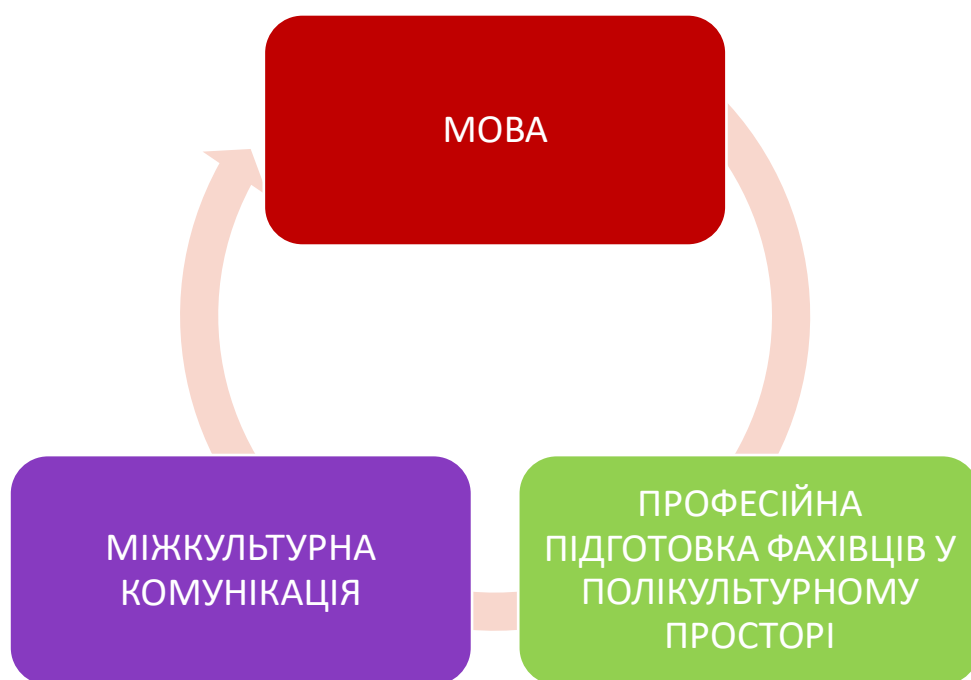 МОВА
МІЖКУЛЬТУРНА
КОМУНІКАЦІЯ
ПРОФЕСІЙНА
ПІДГОТОВКА ФАХІВЦІВ У
ПОЛІКУЛЬТУРНОМУ
ПРОСТОРІ